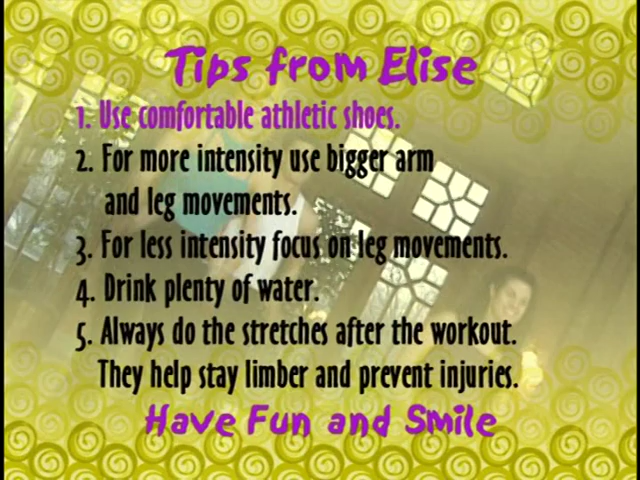 Tips from Elise
1. Use comfortable athletic shoes.
2. For more intensity use bigger arm
and leg movements.
3. For less intensity focus on leg movements.
4. Drink plenty of water.
5. Always do the stretches after the workout.
They help stay limber and prevent injuries.
Have Fun and Smile